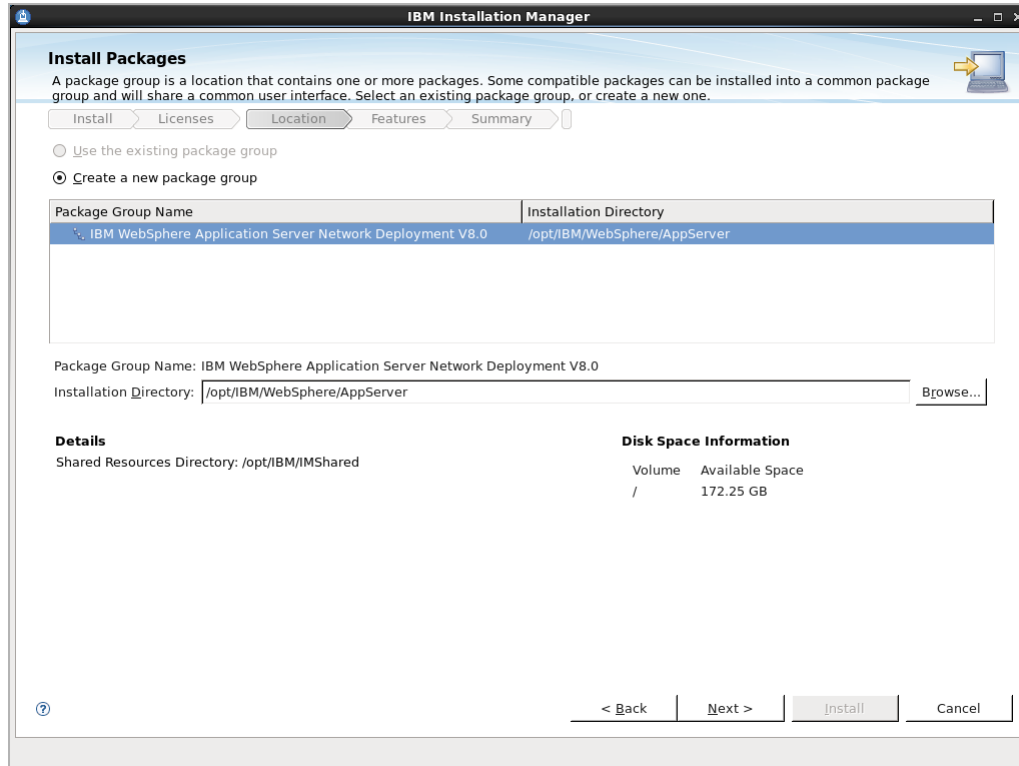 IBM Installation Manager
Install Packages
A package group is a location that contains one or more packages. Some compatible packages can be installed into a common package
group and will share a common user interface. Select an existing package group, or create a new one.
Install Licenses Location Features Summary
Use the existing package group
Create a new package group
Package Group Name Installation Directory
IBM WebSphere Application Server Network Deployment V8.0 /opt/IBM/WebSphere/AppServer
Package Group Name: IBM WebSphere Application Server Network Deployment V8.0
Installation Directory: /opt/IBM/WebSphere/AppServer Browse...
Details Disk Space Information
Shared Resources Directory: /opt/IBM/IMShared
Volume Available Space
/ 172.25 GB
? < Back Next > Install Cancel